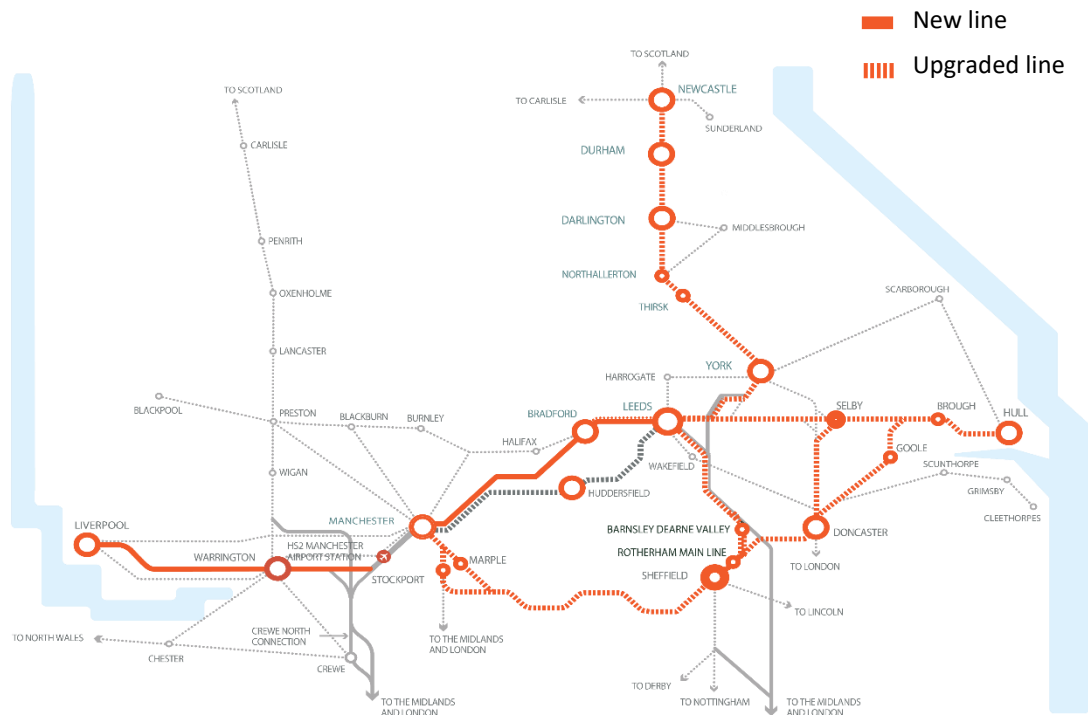 New line
Upgraded line
TO SCOTLAND
NEWCASTLE
TO SCOTLAND
TO CARLISLE
SUNDERLAND
CARLISLE
DURHAM
DARLINGTON
MIDDLESBROUGH
PENRITH
NORTHALLERTON
OXENHOLME
THIRSK
SCARBOROUGH
LANCASTER
YORK
HARROGATE
BLACKPOOL
PRESTON
BLACKBURN
BURNLEY
BRADFORD
LEEDS
SELBY
BROUGH
HULL
HALIFAX
GOOLE
WAKEFIELD
SCUNTHORPE
WIGAN
HUDDERSFIELD
GRIMSBY
CLEETHORPES
LIVERPOOL
MANCHESTER
BARNSLEY DEARNE VALLEY
DONCASTER
HS2 MANCHESTER
AIRPORT STATION
WARRINGTON
MARPLE
ROTHERHAM MAIN LINE
TO LONDON
STOCKPORT
SHEFFIELD
TO LINCOLN
TO NORTH WALES
CREWE NORTH
CONNECTION
TO THE MIDLANDS
AND LONDON
CHESTER
CREWE
TO DERBY
TO THE MIDLANDS
AND LONDON
TO NOTTINGHAM
TO THE MIDLANDS
AND LONDON